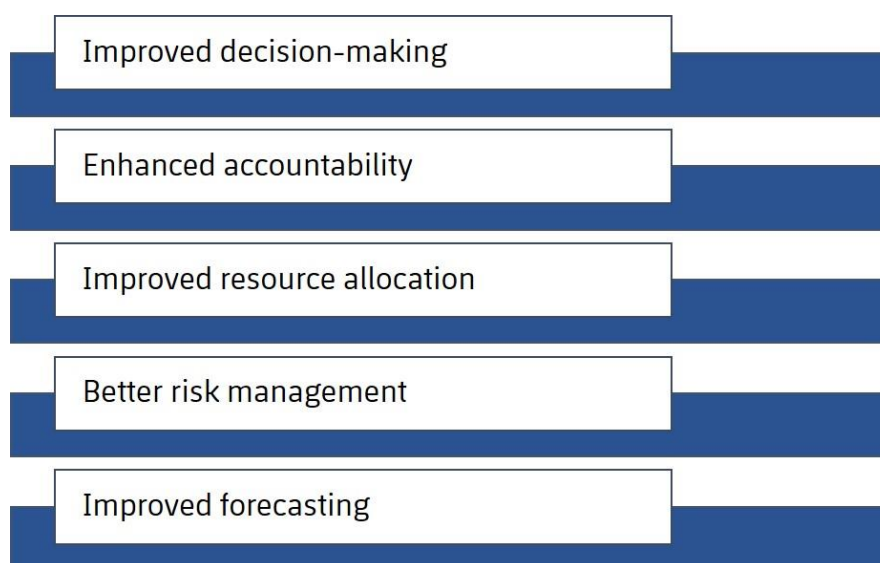 Improved decision-making
Enhanced accountability
Improved resource allocation
Better risk management
Improved forecasting